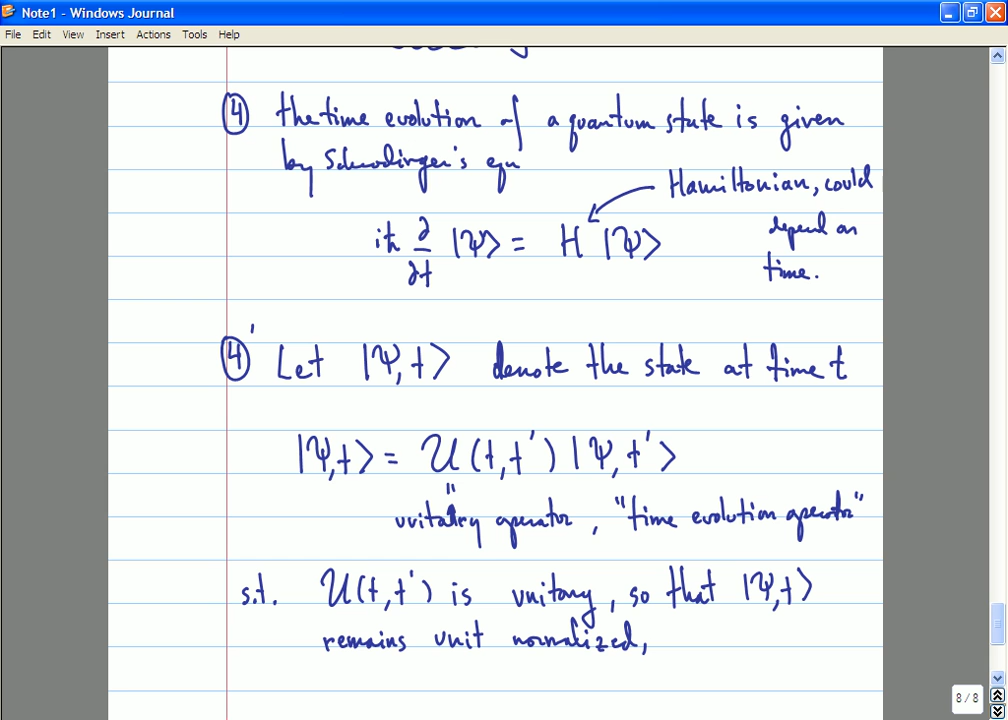 Note1 - Windows Journal
File Edit View Insert Actions Tools Help
④ the time evolution of a quantum state is given
by Schrodinger's eqn
Hamiltonian, could
depend on
time.
iħ ∂/∂t |Ψ> = H |Ψ>
④' Let |Ψ,t> denote the state at time t
|Ψ,t> = U(t,t') |Ψ,t'>
"
unitary operator, "time evolution operator"
s.t. U(t,t') is unitary, so that |Ψ,t>
remains unit normalized,
8 / 8